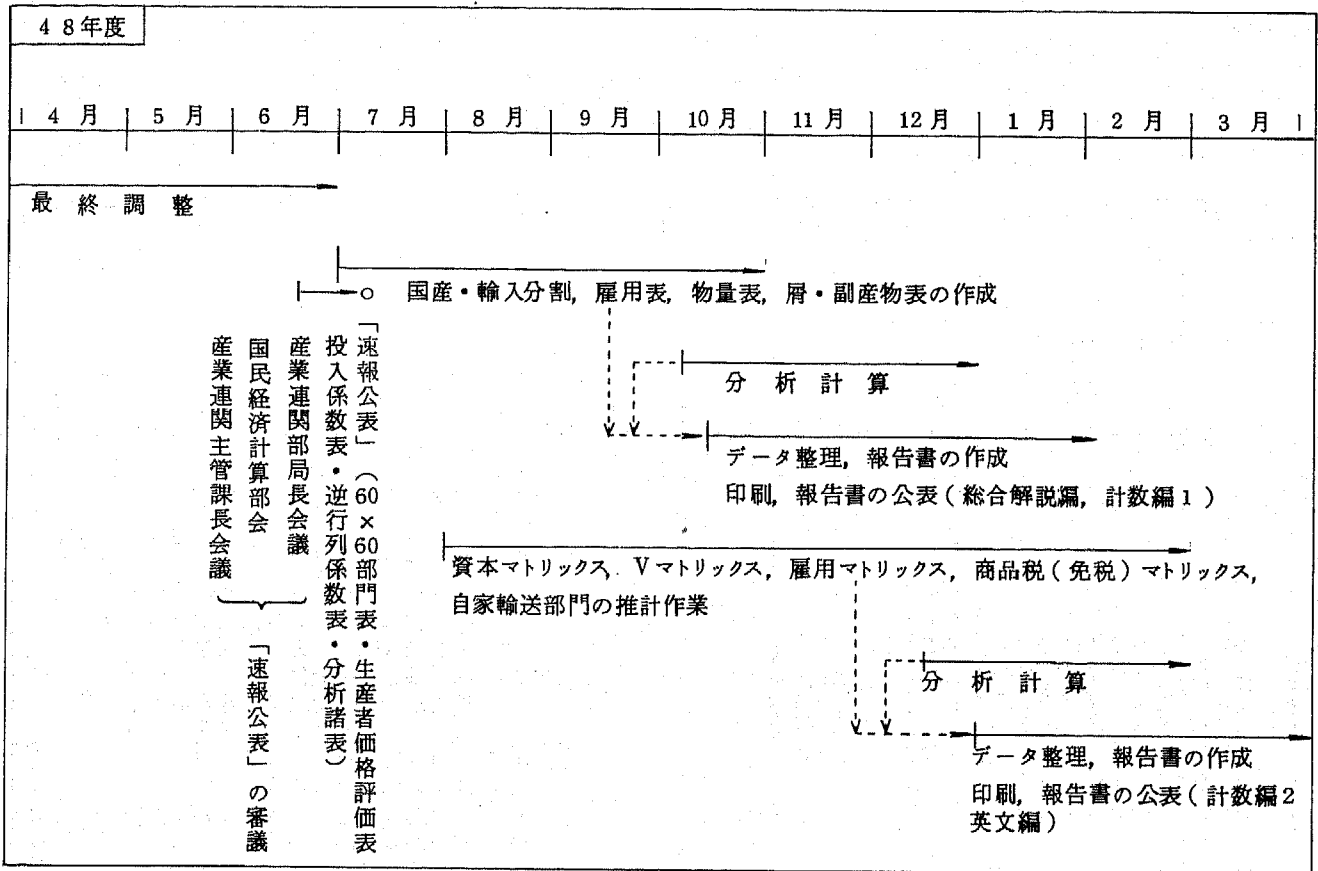 48年度
4月 5月 6月 7月 8月 9月 10月 11月 12月 1月 2月 3月
最終調整
国産・輸入分割, 雇用表, 物量表, 屑・副産物表の作成
「速報公表」(60×60部門表・生産者価格評価表
投入係数表・逆行列係数表・分析諸表)
産業連関部局長会議
国民経済計算部会
産業連関主管課長会議
「速報公表」の審議
分析計算
データ整理, 報告書の作成
印刷, 報告書の公表(総合解説編, 計数編1)
資本マトリックス, Vマトリックス, 雇用マトリックス, 商品税(免税)マトリックス,
自家輸送部門の推計作業
分析計算
データ整理, 報告書の作成
印刷, 報告書の公表(計数編2
英文編)